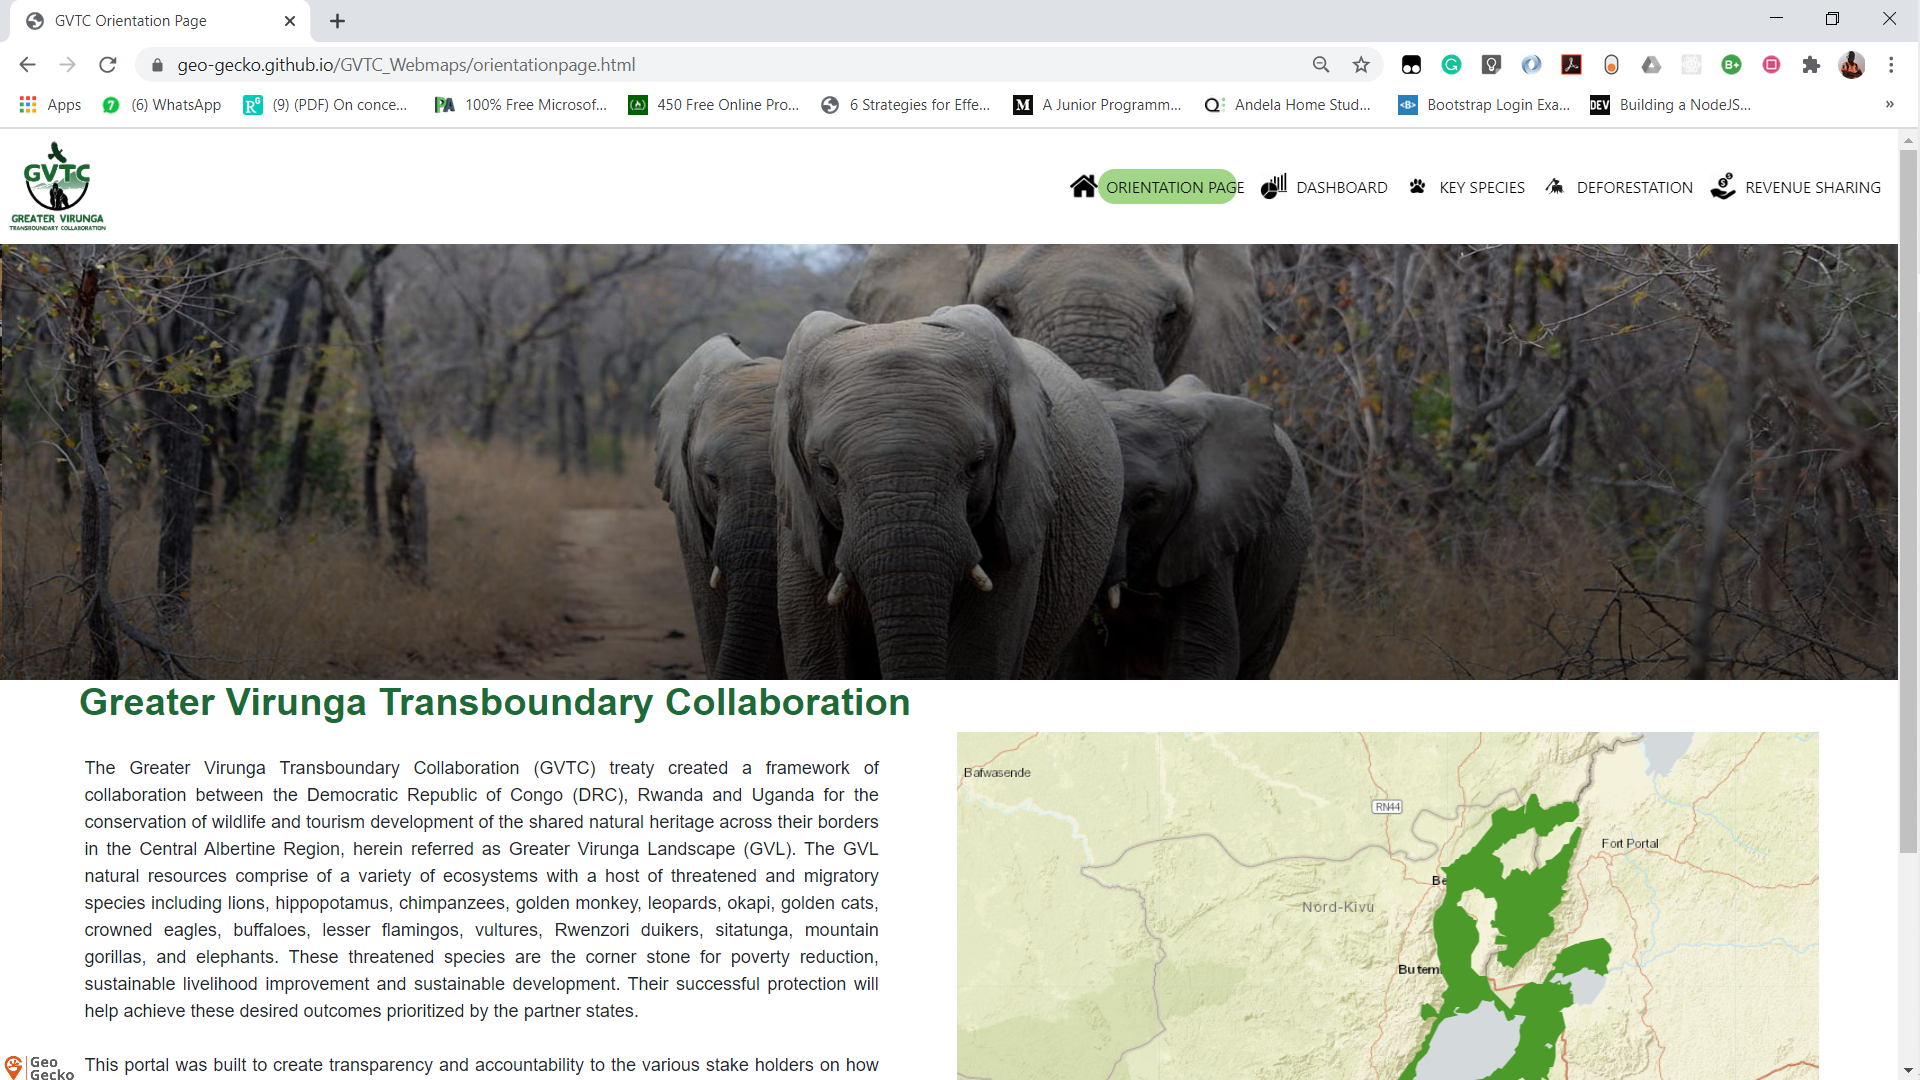 GVTC Orientation Page
geo-gecko.github.io/GVTC_Webmaps/orientationpage.html
Apps
(6) WhatsApp
(9) (PDF) On conce...
100% Free Microsof...
450 Free Online Pro...
6 Strategies for Effe...
A Junior Programm...
Andela Home Stud...
Bootstrap Login Exa...
DEV
Building a NodeJS...
GVTC
GREATER VIRUNGA
TRANSBOUNDARY COLLABORATION
ORIENTATION PAGE
DASHBOARD
KEY SPECIES
DEFORESTATION
REVENUE SHARING
Greater Virunga Transboundary Collaboration
The Greater Virunga Transboundary Collaboration (GVTC) treaty created a framework of
collaboration between the Democratic Republic of Congo (DRC), Rwanda and Uganda for the
conservation of wildlife and tourism development of the shared natural heritage across their borders
in the Central Albertine Region, herein referred as Greater Virunga Landscape (GVL). The GVL
natural resources comprise of a variety of ecosystems with a host of threatened and migratory
species including lions, hippopotamus, chimpanzees, golden monkey, leopards, okapi, golden cats,
crowned eagles, buffaloes, lesser flamingos, vultures, Rwenzori duikers, sitatunga, mountain
gorillas, and elephants. These threatened species are the corner stone for poverty reduction,
sustainable livelihood improvement and sustainable development. Their successful protection will
help achieve these desired outcomes prioritized by the partner states.
This portal was built to create transparency and accountability to the various stake holders on how
Geo
Gecko
Bafwasende
RN44
Fort Portal
Be
Nord-Kivu
Butem